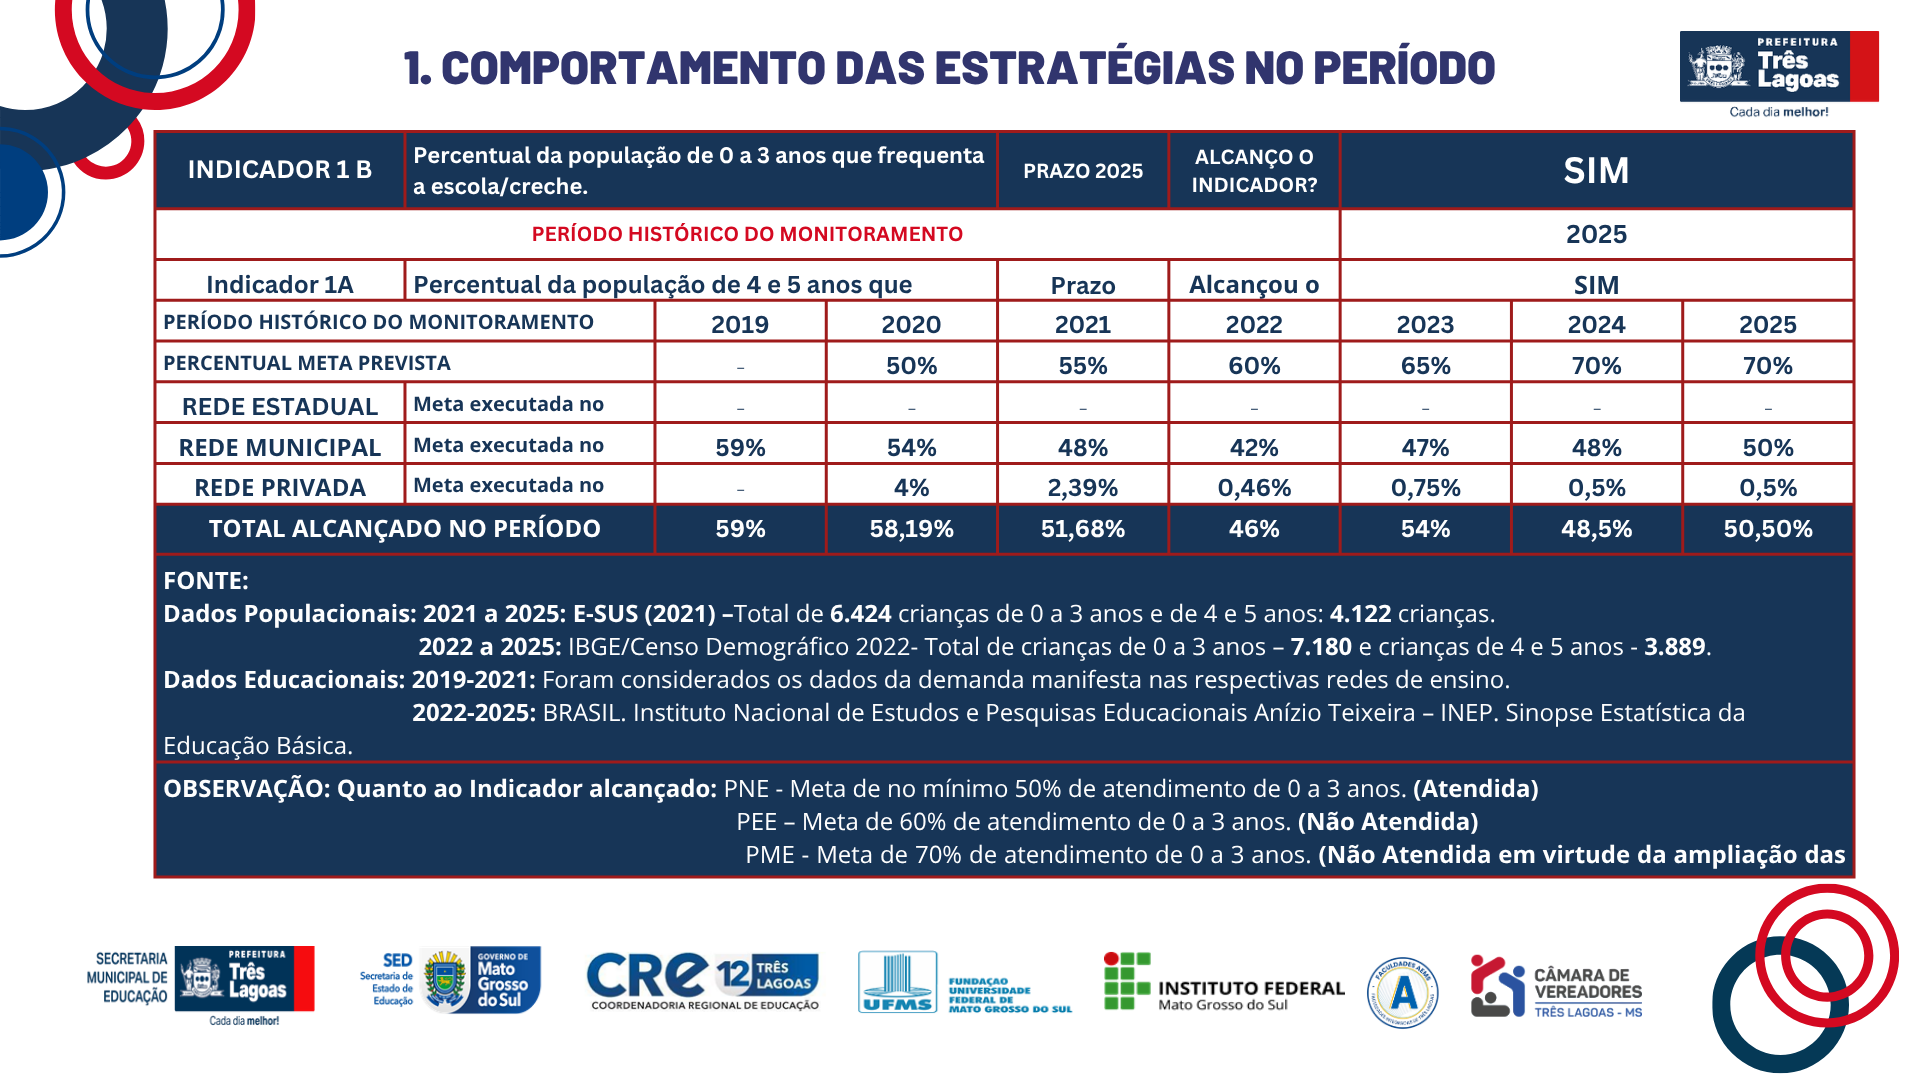 1. COMPORTAMENTO DAS ESTRATÉGIAS NO PERÍODO
PREFEITURA
Três
Lagoas
Cada dia melhor!
INDICADOR 1 B
Percentual da população de 0 a 3 anos que frequenta
a escola/creche.
PRAZO 2025
ALCANÇO O
INDICADOR?
SIM
PERÍODO HISTÓRICO DO MONITORAMENTO
2025
Indicador 1A
Percentual da população de 4 e 5 anos que
Prazo
Alcançou o
SIM
PERÍODO HISTÓRICO DO MONITORAMENTO 2019 2020 2021 2022 2023 2024 2025
PERCENTUAL META PREVISTA – 50% 55% 60% 65% 70% 70%
REDE ESTADUAL Meta executada no – – – – – – –
REDE MUNICIPAL Meta executada no 59% 54% 48% 42% 47% 48% 50%
REDE PRIVADA Meta executada no – 4% 2,39% 0,46% 0,75% 0,5% 0,5%
TOTAL ALCANÇADO NO PERÍODO 59% 58,19% 51,68% 46% 54% 48,5% 50,50%
FONTE:
Dados Populacionais: 2021 a 2025: E-SUS (2021) –Total de 6.424 crianças de 0 a 3 anos e de 4 e 5 anos: 4.122 crianças.
2022 a 2025: IBGE/Censo Demográfico 2022- Total de crianças de 0 a 3 anos – 7.180 e crianças de 4 e 5 anos - 3.889.
Dados Educacionais: 2019-2021: Foram considerados os dados da demanda manifesta nas respectivas redes de ensino.
2022-2025: BRASIL. Instituto Nacional de Estudos e Pesquisas Educacionais Anízio Teixeira – INEP. Sinopse Estatística da
Educação Básica.
OBSERVAÇÃO: Quanto ao Indicador alcançado: PNE - Meta de no mínimo 50% de atendimento de 0 a 3 anos. (Atendida)
PEE – Meta de 60% de atendimento de 0 a 3 anos. (Não Atendida)
PME - Meta de 70% de atendimento de 0 a 3 anos. (Não Atendida em virtude da ampliação das
SECRETARIA
MUNICIPAL DE
EDUCAÇÃO
PREFEITURA
Três
Lagoas
Cada dia melhor!
SED
Secretaria de
Estado de
Educação
GOVERNO DE
Mato
Grosso
do Sul
CRE 12 TRÊS
LAGOAS
COORDENADORIA REGIONAL DE EDUCAÇÃO
UFMS
FUNDAÇÃO
UNIVERSIDADE
FEDERAL DE
MATO GROSSO DO SUL
INSTITUTO FEDERAL
Mato Grosso do Sul
FACULDADES AEMS
A
CÂMARA DE
VEREADORES
TRÊS LAGOAS - MS